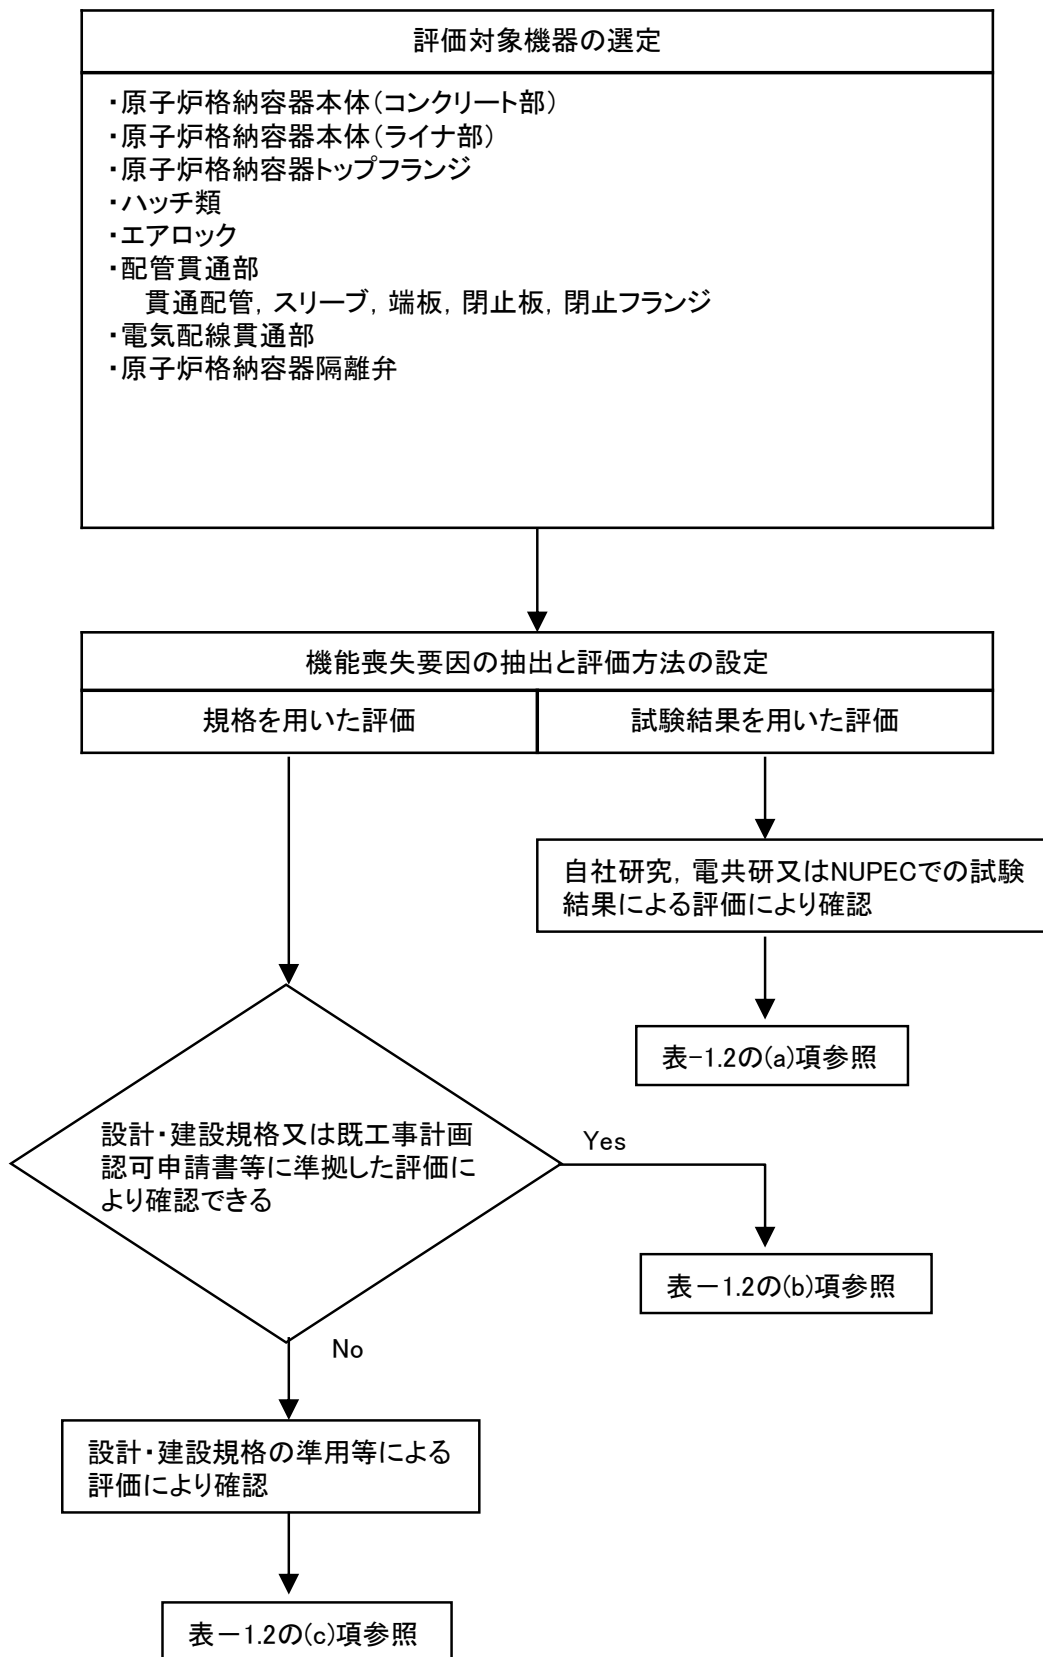 評価対象機器の選定
・原子炉格納容器本体(コンクリート部)
・原子炉格納容器本体(ライナ部)
・原子炉格納容器トップフランジ
・ハッチ類
・エアロック
・配管貫通部
貫通配管, スリーブ, 端板, 閉止板, 閉止フランジ
・電気配線貫通部
・原子炉格納容器隔離弁
機能喪失要因の抽出と評価方法の設定
規格を用いた評価
試験結果を用いた評価
自社研究, 電共研又はNUPECでの試験
結果による評価により確認
表-1.2の(a)項参照
設計・建設規格又は既工事計画
認可申請書等に準拠した評価に
より確認できる
Yes
表-1.2の(b)項参照
No
設計・建設規格の準用等による
評価により確認
表-1.2の(c)項参照